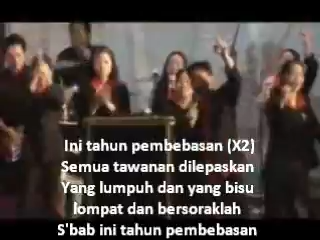 Ini tahun pembebasan (X2)
Semua tawanan dilepaskan
Yang lumpuh dan yang bisu
lompat dan bersoraklah
S'bab ini tahun pembebasan